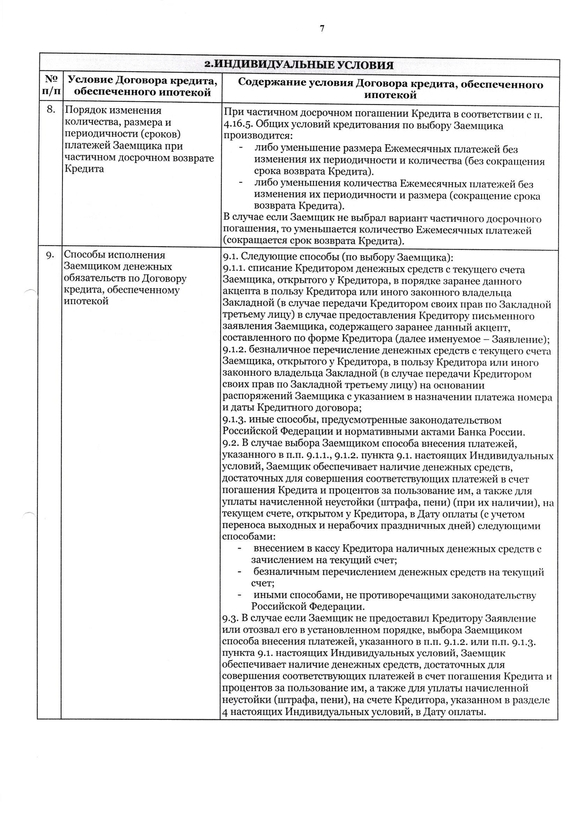 7
2.ИНДИВИДУАЛЬНЫЕ УСЛОВИЯ
№ п/п
Условие Договора кредита, обеспеченного ипотекой
Содержание условия Договора кредита, обеспеченного ипотекой
8.
Порядок изменения
количества, размера и
периодичности (сроков)
платежей Заемщика при
частичном досрочном возврате
Кредита
При частичном досрочном погашении Кредита в соответствии с п.
4.16.5. Общих условий кредитования по выбору Заемщика
производится:
- либо уменьшение размера Ежемесячных платежей без
изменения их периодичности и количества (без сокращения
срока возврата Кредита).
- либо уменьшения количества Ежемесячных платежей без
изменения их периодичности и размера (сокращение срока
возврата Кредита).
В случае если Заемщик не выбрал вариант частичного досрочного
погашения, то уменьшается количество Ежемесячных платежей
(сокращается срок возврата Кредита).
9.
Способы исполнения
Заемщиком денежных
обязательств по Договору
кредита, обеспеченному
ипотекой
9.1. Следующие способы (по выбору Заемщика):
9.1.1. списание Кредитором денежных средств с текущего счета
Заемщика, открытого у Кредитора, в порядке заранее данного
акцепта в пользу Кредитора или иного законного владельца
Закладной (в случае передачи Кредитором своих прав по Закладной
третьему лицу) в случае предоставления Кредитору письменного
заявления Заемщика, содержащего заранее данный акцепт,
составленного по форме Кредитора (далее именуемое – Заявление);
9.1.2. безналичное перечисление денежных средств с текущего счета
Заемщика, открытого у Кредитора, в пользу Кредитора или иного
законного владельца Закладной (в случае передачи Кредитором
своих прав по Закладной третьему лицу) на основании
распоряжений Заемщика с указанием в назначении платежа номера
и даты Кредитного договора;
9.1.3. иные способы, предусмотренные законодательством
Российской Федерации и нормативными актами Банка России.
9.2. В случае выбора Заемщиком способа внесения платежей,
указанного в п.п. 9.1.1., 9.1.2. пункта 9.1. настоящих Индивидуальных
условий, Заемщик обеспечивает наличие денежных средств,
достаточных для совершения соответствующих платежей в счет
погашения Кредита и процентов за пользование им, а также для
уплаты начисленной неустойки (штрафа, пени) (при их наличии), на
текущем счете, открытом у Кредитора, в Дату оплаты (с учетом
переноса выходных и нерабочих праздничных дней) следующими
способами:
- внесением в кассу Кредитора наличных денежных средств с
зачислением на текущий счет;
- безналичным перечислением денежных средств на текущий
счет;
- иными способами, не противоречащими законодательству
Российской Федерации.
9.3. В случае если Заемщик не предоставил Кредитору Заявление
или отозвал его в установленном порядке, выбора Заемщиком
способа внесения платежей, указанного в п.п. 9.1.2. или п.п. 9.1.3.
пункта 9.1. настоящих Индивидуальных условий, Заемщик
обеспечивает наличие денежных средств, достаточных для
совершения соответствующих платежей в счет погашения Кредита и
процентов за пользование им, а также для уплаты начисленной
неустойки (штрафа, пени), на счете Кредитора, указанном в разделе
4 настоящих Индивидуальных условий, в Дату оплаты.